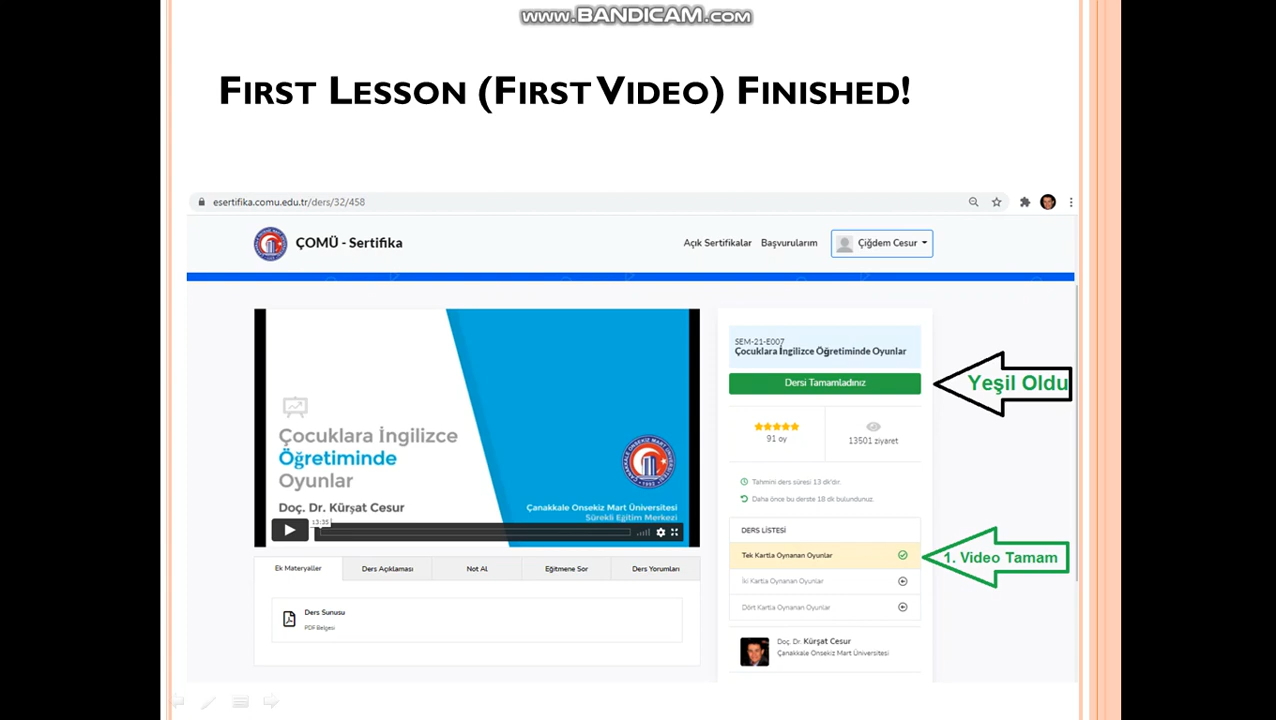 www.BANDICAM.com
FIRST LESSON (FIRST VIDEO) FINISHED!
esertifika.comu.edu.tr/ders/32/458
ÇOMÜ - Sertifika
Açık Sertifikalar
Başvurularım
Çiğdem Cesur
Çocuklara İngilizce
Öğretiminde
Oyunlar
Doç. Dr. Kürşat Cesur
Çanakkale Onsekiz Mart Üniversitesi
Sürekli Eğitim Merkezi
13:35
Ek Materyaller
Ders Açıklaması
Not Al
Eğitmene Sor
Ders Yorumları
Ders Sunusu
PDF Belgesi
SEM-21-E007
Çocuklara İngilizce Öğretiminde Oyunlar
Dersi Tamamladınız
Yeşil Oldu
91 oy
13501 ziyaret
Tahmini ders süresi 13 dk'dır.
Daha önce bu derste 18 dk bulundunuz.
DERS LİSTESİ
Tek Kartla Oynanan Oyunlar
1. Video Tamam
İki Kartla Oynanan Oyunlar
Dört Kartla Oynanan Oyunlar
Doç. Dr. Kürşat Cesur
Çanakkale Onsekiz Mart Üniversitesi